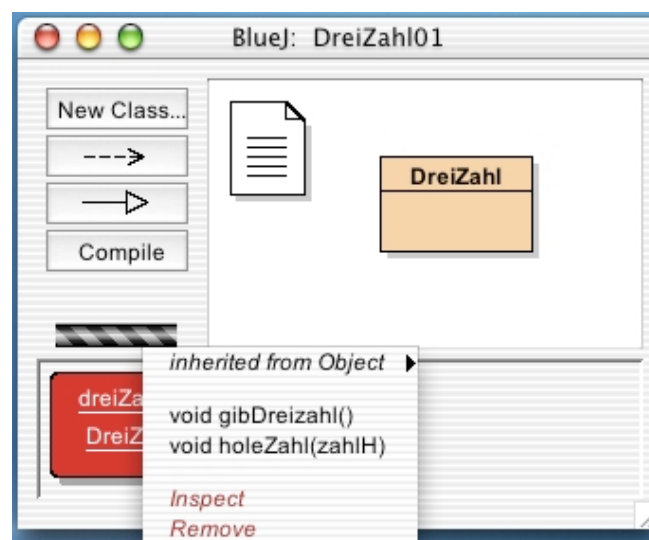 BlueJ: DreiZahl01
New Class...
Compile
DreiZahl
inherited from Object
void gibDreizahl()
void holeZahl(zahlH)
Inspect
Remove